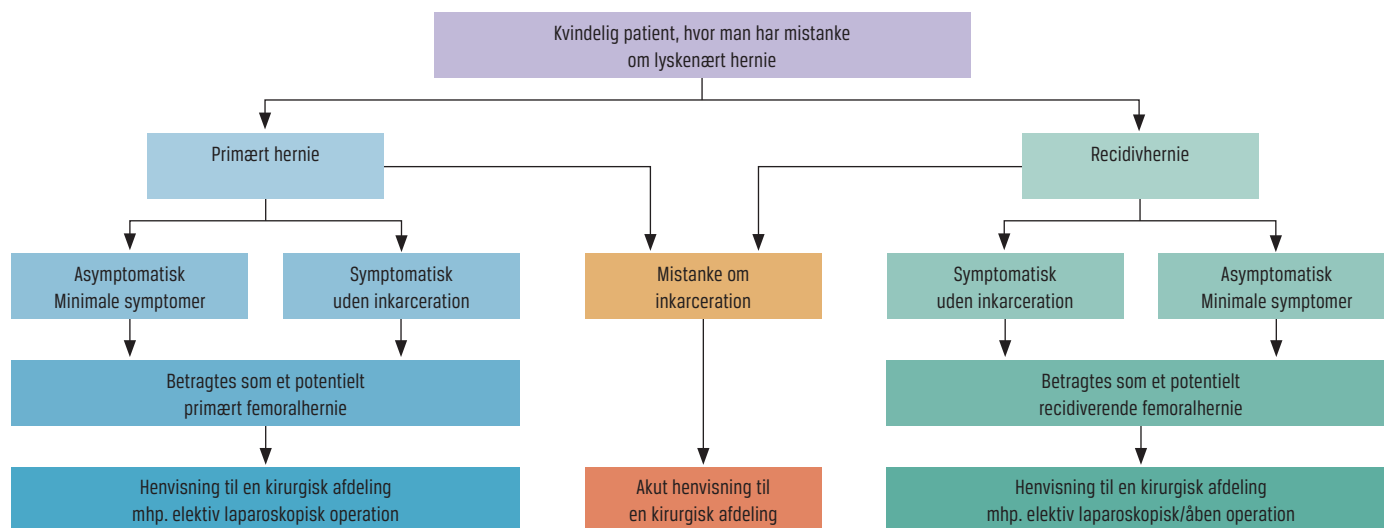 Kvindelig patient, hvor man har mistanke
om lyskenært hernie
Primært hernie
Recidivhernie
Asymptomatisk
Minimale symptomer
Symptomatisk
uden inkarceration
Mistanke om
inkarceration
Symptomatisk
uden inkarceration
Asymptomatisk
Minimale symptomer
Betragtes som et potentielt
primært femoralhernie
Betragtes som et potentielt
recidiverende femoralhernie
Henvisning til en kirurgisk afdeling
mhp. elektiv laparoskopisk operation
Akut henvisning til
en kirurgisk afdeling
Henvisning til en kirurgisk afdeling
mhp. elektiv laparoskopisk/åben operation